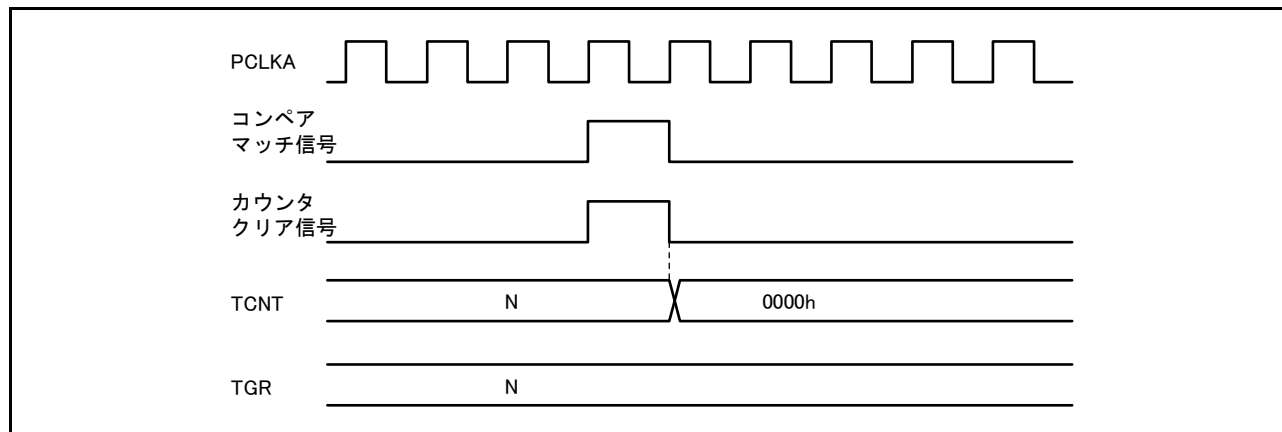 PCLKA
コンペア
マッチ信号
カウンタ
クリア信号
TCNT
N
0000h
TGR
N